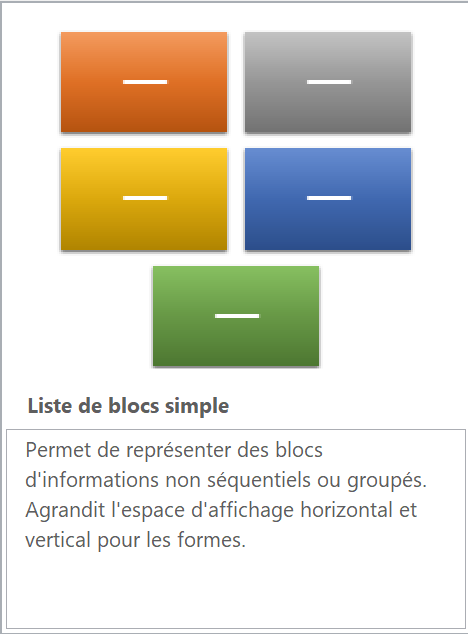 Liste de blocs simple
Permet de représenter des blocs
d'informations non séquentiels ou groupés.
Agrandit l'espace d'affichage horizontal et
vertical pour les formes.